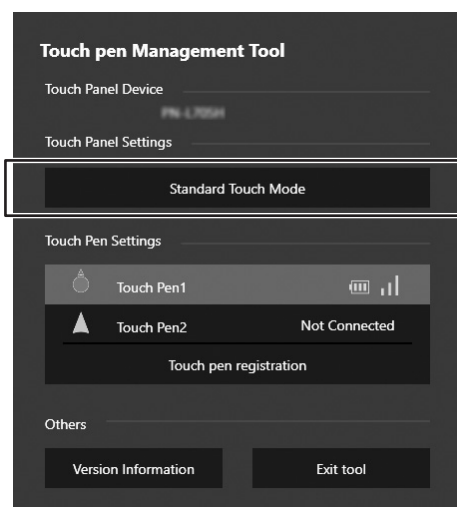 Touch pen Management Tool
Touch Panel Device
Touch Panel Settings
Standard Touch Mode
Touch Pen Settings
Touch Pen1
Touch Pen2 Not Connected
Touch pen registration
Others
Version Information Exit tool